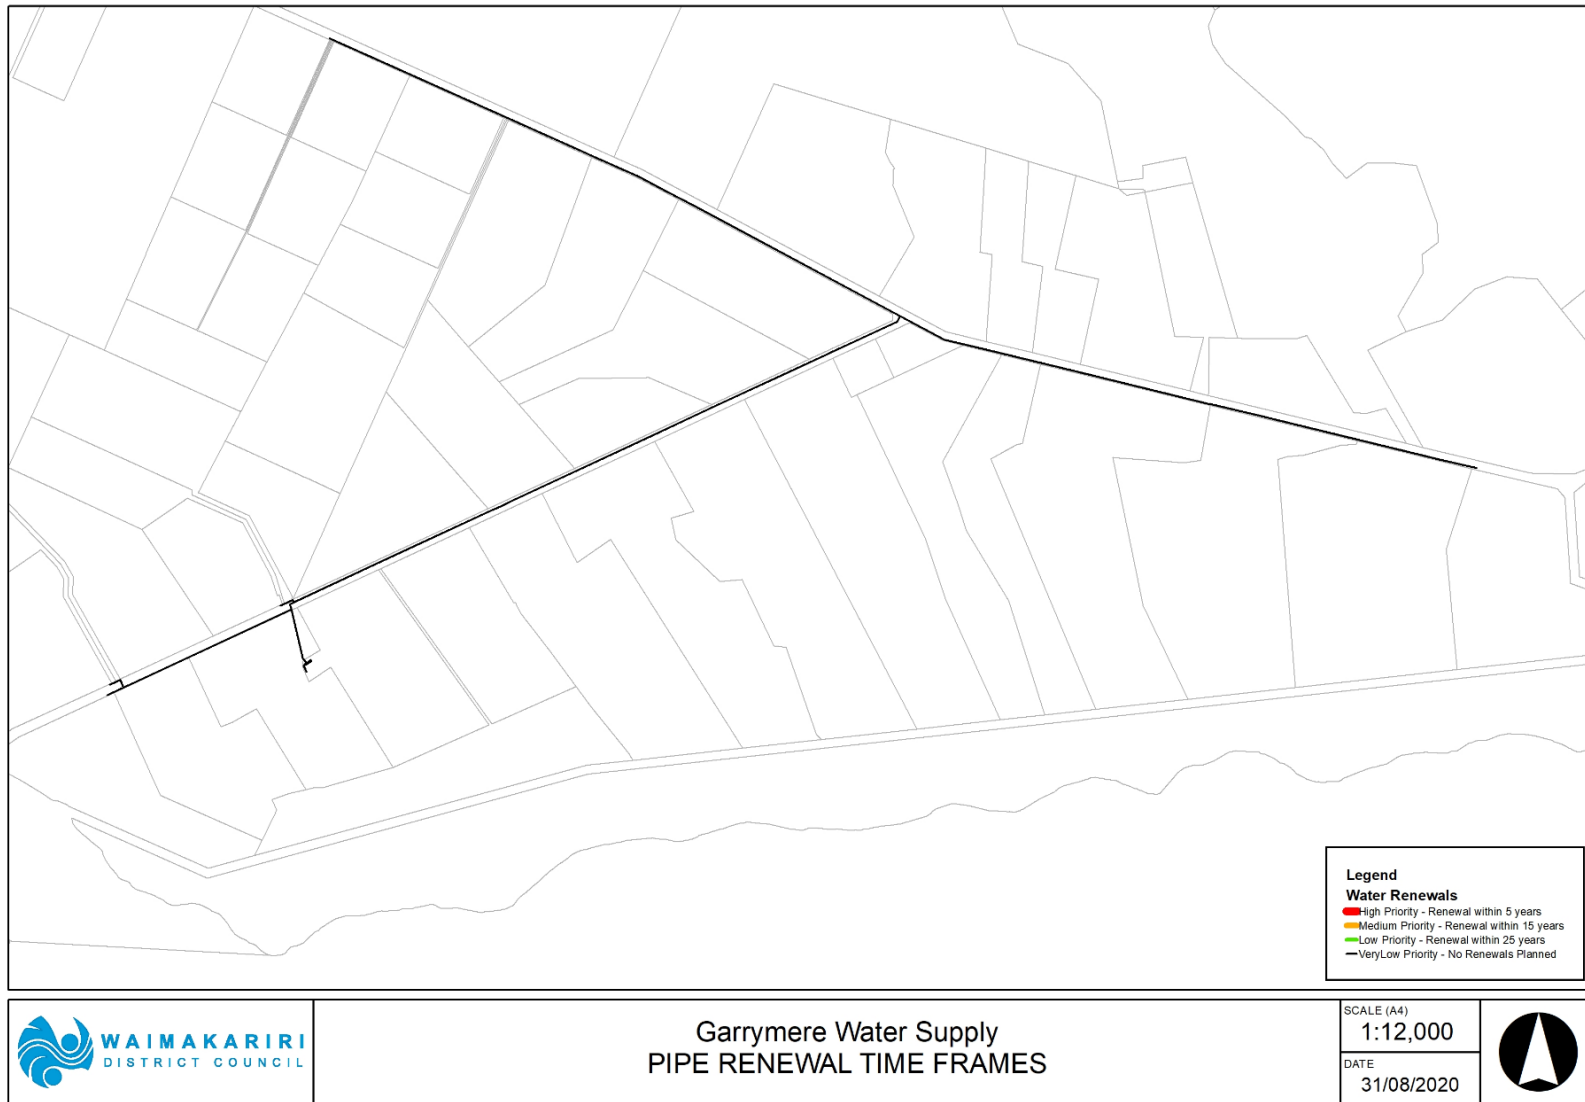 Legend
Water Renewals
High Priority - Renewal within 5 years
Medium Priority - Renewal within 15 years
Low Priority - Renewal within 25 years
VeryLow Priority - No Renewals Planned
WAIMAKARIRI
DISTRICT COUNCIL
Garrymere Water Supply
PIPE RENEWAL TIME FRAMES
SCALE (A4)
1:12,000
DATE
31/08/2020